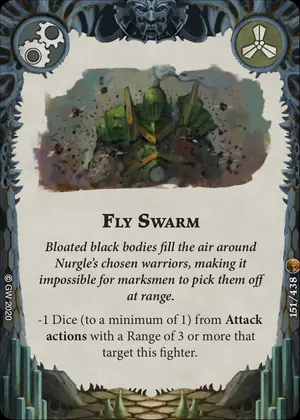 FLY SWARM
Bloated black bodies fill the air around
Nurgle's chosen warriors, making it
impossible for marksmen to pick them off
at range.
-1 Dice (to a minimum of 1) from Attack
actions with a Range of 3 or more that
target this fighter.
© GW 2020
151/438